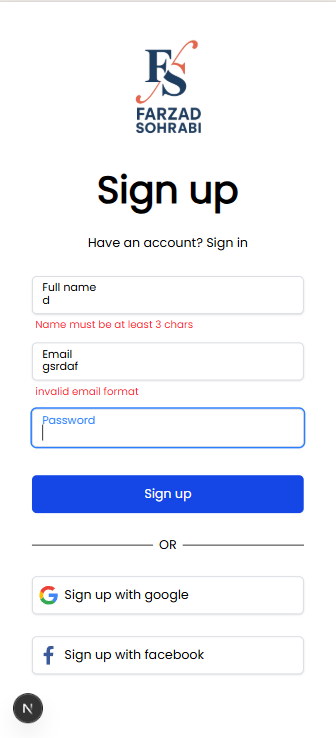 FS
FARZAD
SOHRABI
Sign up
Have an account? Sign in
Full name
d
Name must be at least 3 chars
Email
gsrdaf
invalid email format
Password
Sign up
OR
Sign up with google
Sign up with facebook
N